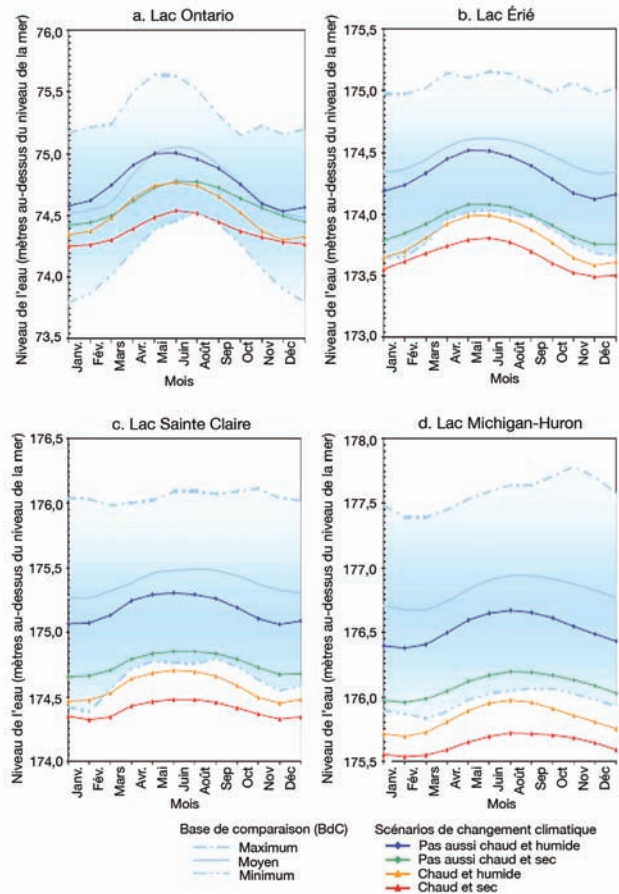 a. Lac Ontario
Niveau de l'eau (mètres au-dessus du niveau de la mer)
76,0
75,5
75,0
74,5
74,0
73,5
Janv.
Fév.
Mars
Avr.
Mai
Juin
Août
Sep
Oct
Nov
Déc
Mois
b. Lac Érié
Niveau de l'eau (mètres au-dessus du niveau de la mer)
175,5
175,0
174,5
174,0
173,5
173,0
Janv.
Fév.
Mars
Avr.
Mai
Juin
Août
Sep
Oct
Nov
Déc
Mois
c. Lac Sainte Claire
Niveau de l'eau (mètres au-dessus du niveau de la mer)
176,5
176,0
175,5
175,0
174,5
174,0
Janv.
Fév.
Mars
Avr.
Mai
Juin
Août
Sep
Oct
Nov
Déc
Mois
d. Lac Michigan-Huron
Niveau de l'eau (mètres au-dessus du niveau de la mer)
178,0
177,5
177,0
176,5
176,0
175,5
Janv.
Fév.
Mars
Avr.
Mai
Juin
Août
Sep
Oct
Nov
Déc
Mois
Base de comparaison (BdC)
Maximum
Moyen
Minimum
Scénarios de changement climatique
Pas aussi chaud et humide
Pas aussi chaud et sec
Chaud et humide
Chaud et sec